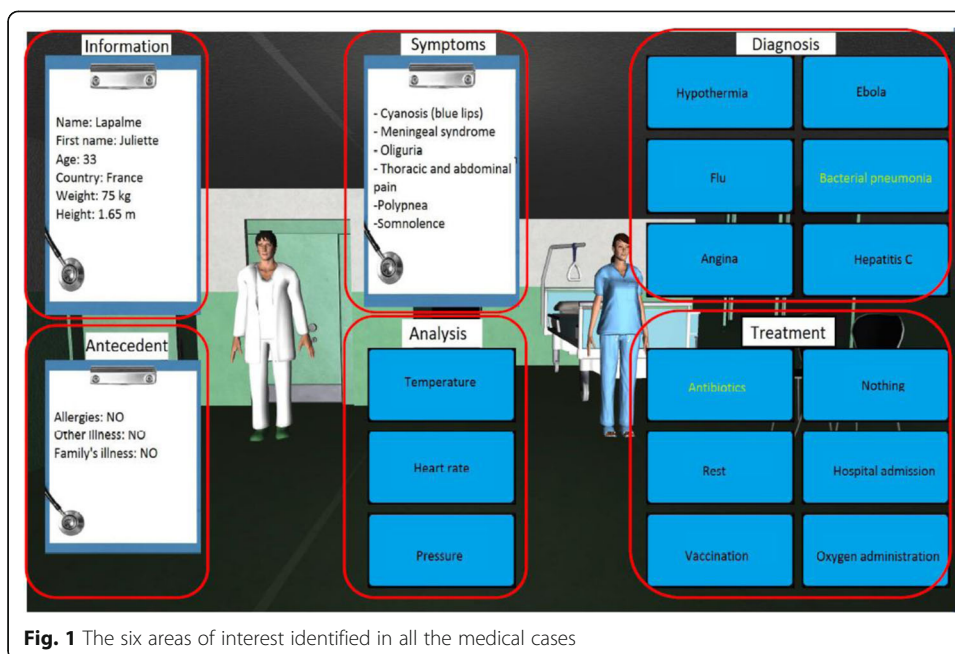 Information
Name: Lapalme
First name: Juliette
Age: 33
Country: France
Weight: 75 kg
Height: 1.65 m
Antecedent
Allergies: NO
Other Illness: NO
Family's illness: NO
Symptoms
- Cyanosis (blue lips)
- Meningeal syndrome
- Oliguria
- Thoracic and abdominal
pain
-Polypnea
-Somnolence
Analysis
Temperature
Heart rate
Pressure
Diagnosis
Hypothermia
Ebola
Flu
Bacterial pneumonia
Angina
Hepatitis C
Treatment
Antibiotics
Nothing
Rest
Hospital admission
Vaccination
Oxygen administration
Fig. 1 The six areas of interest identified in all the medical cases